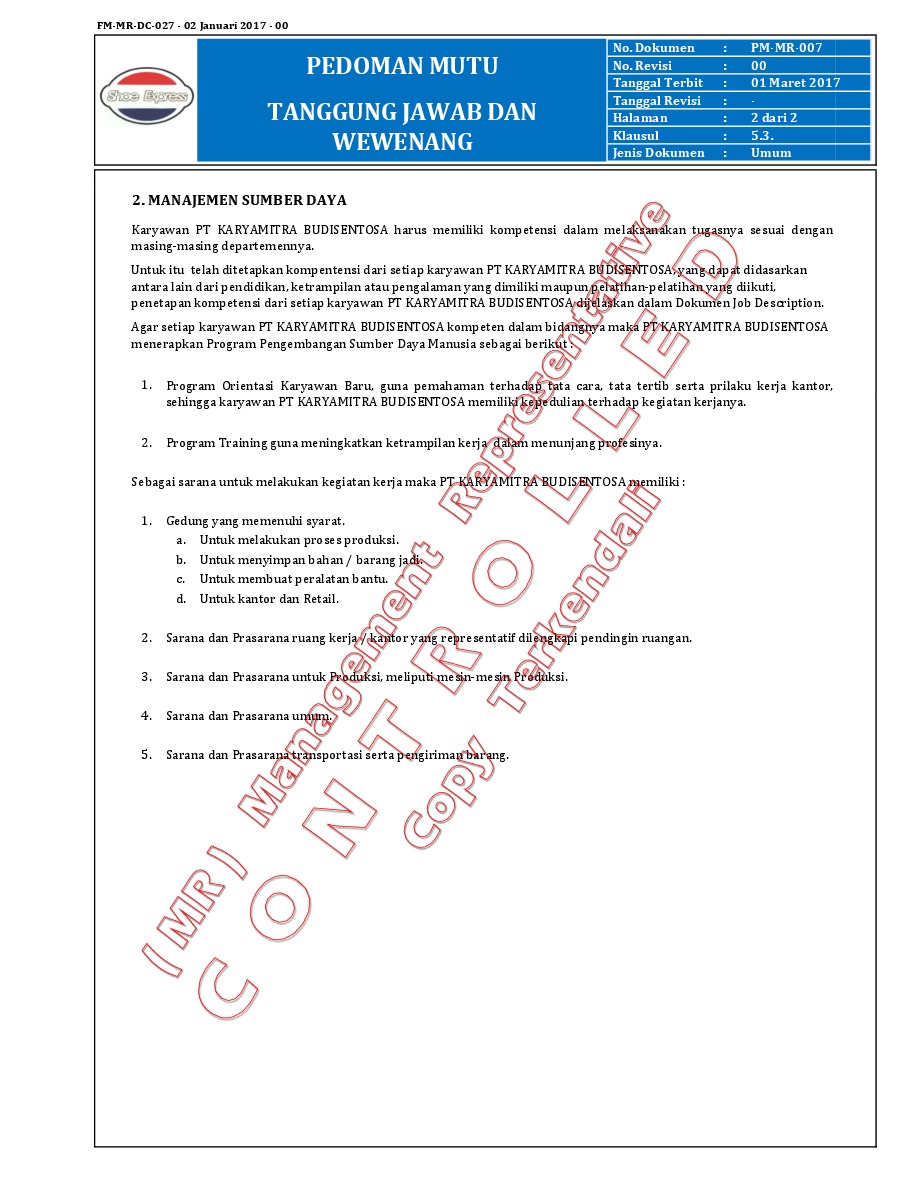 FM-MR-DC-027 - 02 Januari 2017 - 00
Shoe Express
PEDOMAN MUTU
TANGGUNG JAWAB DAN
WEWENANG
No. Dokumen : PM-MR-007
No. Revisi : 00
Tanggal Terbit : 01 Maret 2017
Tanggal Revisi : -
Halaman : 2 dari 2
Klausul : 5.3.
Jenis Dokumen : Umum
2. MANAJEMEN SUMBER DAYA
Karyawan PT KARYAMITRA BUDISENTOSA harus memiliki kompetensi dalam melaksanakan tugasnya sesuai dengan
masing-masing departemennya.
Untuk itu telah ditetapkan kompentensi dari setiap karyawan PT KARYAMITRA BUDISENTOSA, yang dapat didasarkan
antara lain dari pendidikan, ketrampilan atau pengalaman yang dimiliki maupun pelatihan-pelatihan yang diikuti,
penetapan kompetensi dari setiap karyawan PT KARYAMITRA BUDISENTOSA dijelaskan dalam Dokumen Job Description.
Agar setiap karyawan PT KARYAMITRA BUDISENTOSA kompeten dalam bidangnya maka PT KARYAMITRA BUDISENTOSA
menerapkan Program Pengembangan Sumber Daya Manusia sebagai berikut :
1. Program Orientasi Karyawan Baru, guna pemahaman terhadap tata cara, tata tertib serta prilaku kerja kantor,
sehingga karyawan PT KARYAMITRA BUDISENTOSA memiliki kepedulian terhadap kegiatan kerjanya.
2. Program Training guna meningkatkan ketrampilan kerja dalam menunjang profesinya.
Sebagai sarana untuk melakukan kegiatan kerja maka PT KARYAMITRA BUDISENTOSA memiliki :
1. Gedung yang memenuhi syarat.
a. Untuk melakukan proses produksi.
b. Untuk menyimpan bahan / barang jadi.
c. Untuk membuat peralatan bantu.
d. Untuk kantor dan Retail.
2. Sarana dan Prasarana ruang kerja / kantor yang representatif dilengkapi pendingin ruangan.
3. Sarana dan Prasarana untuk Produksi, meliputi mesin-mesin Produksi.
4. Sarana dan Prasarana umum.
5. Sarana dan Prasarana transportasi serta pengiriman barang.
( MR ) Management Representative
CONTROLLED
Copy Terkendali